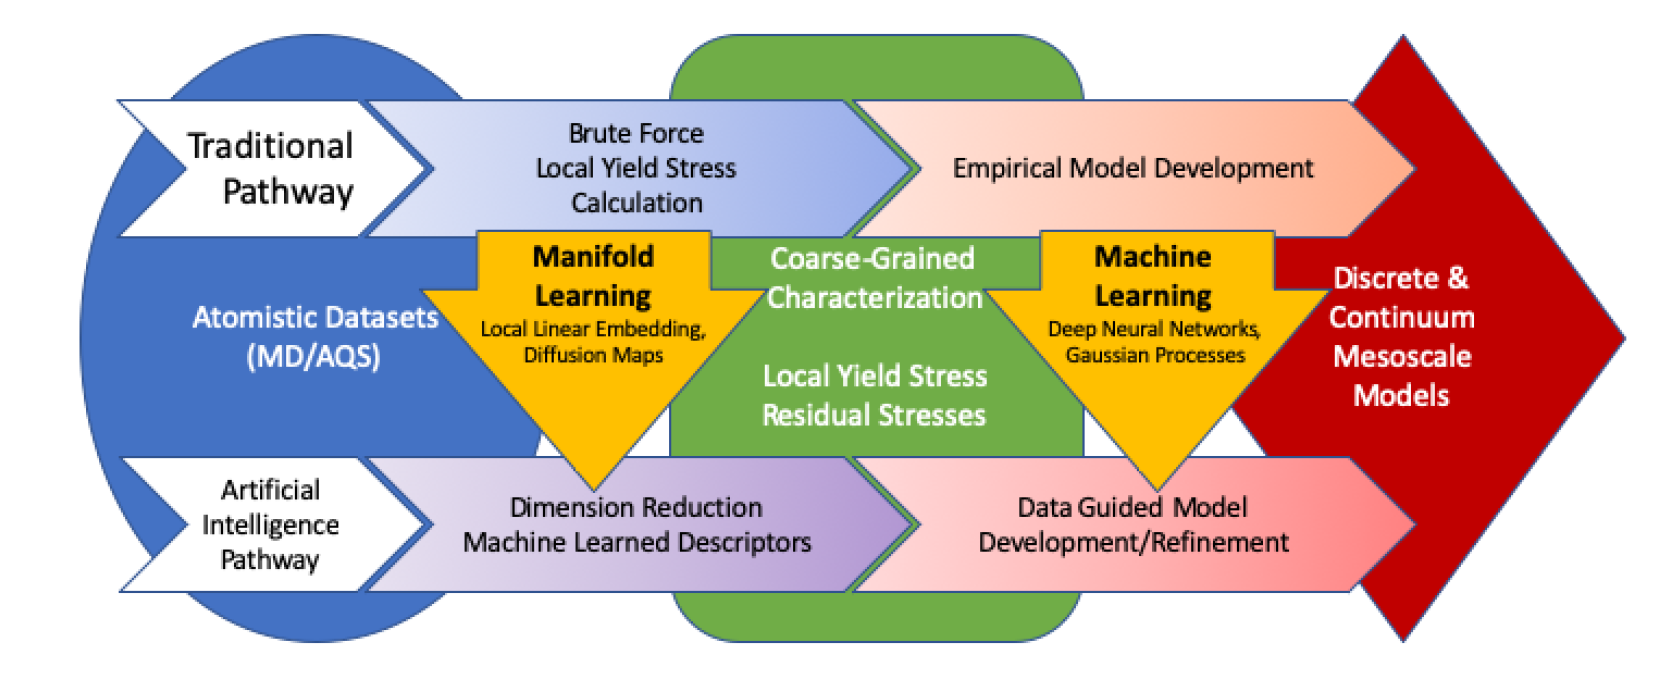 Traditional
Pathway
Brute Force
Local Yield Stress
Calculation
Empirical Model Development
Atomistic Datasets
(MD/AQS)
Manifold
Learning
Local Linear Embedding,
Diffusion Maps
Coarse-Grained
Characterization
Local Yield Stress
Residual Stresses
Machine
Learning
Deep Neural Networks,
Gaussian Processes
Discrete &
Continuum
Mesoscale
Models
Artificial
Intelligence
Pathway
Dimension Reduction
Machine Learned Descriptors
Data Guided Model
Development/Refinement